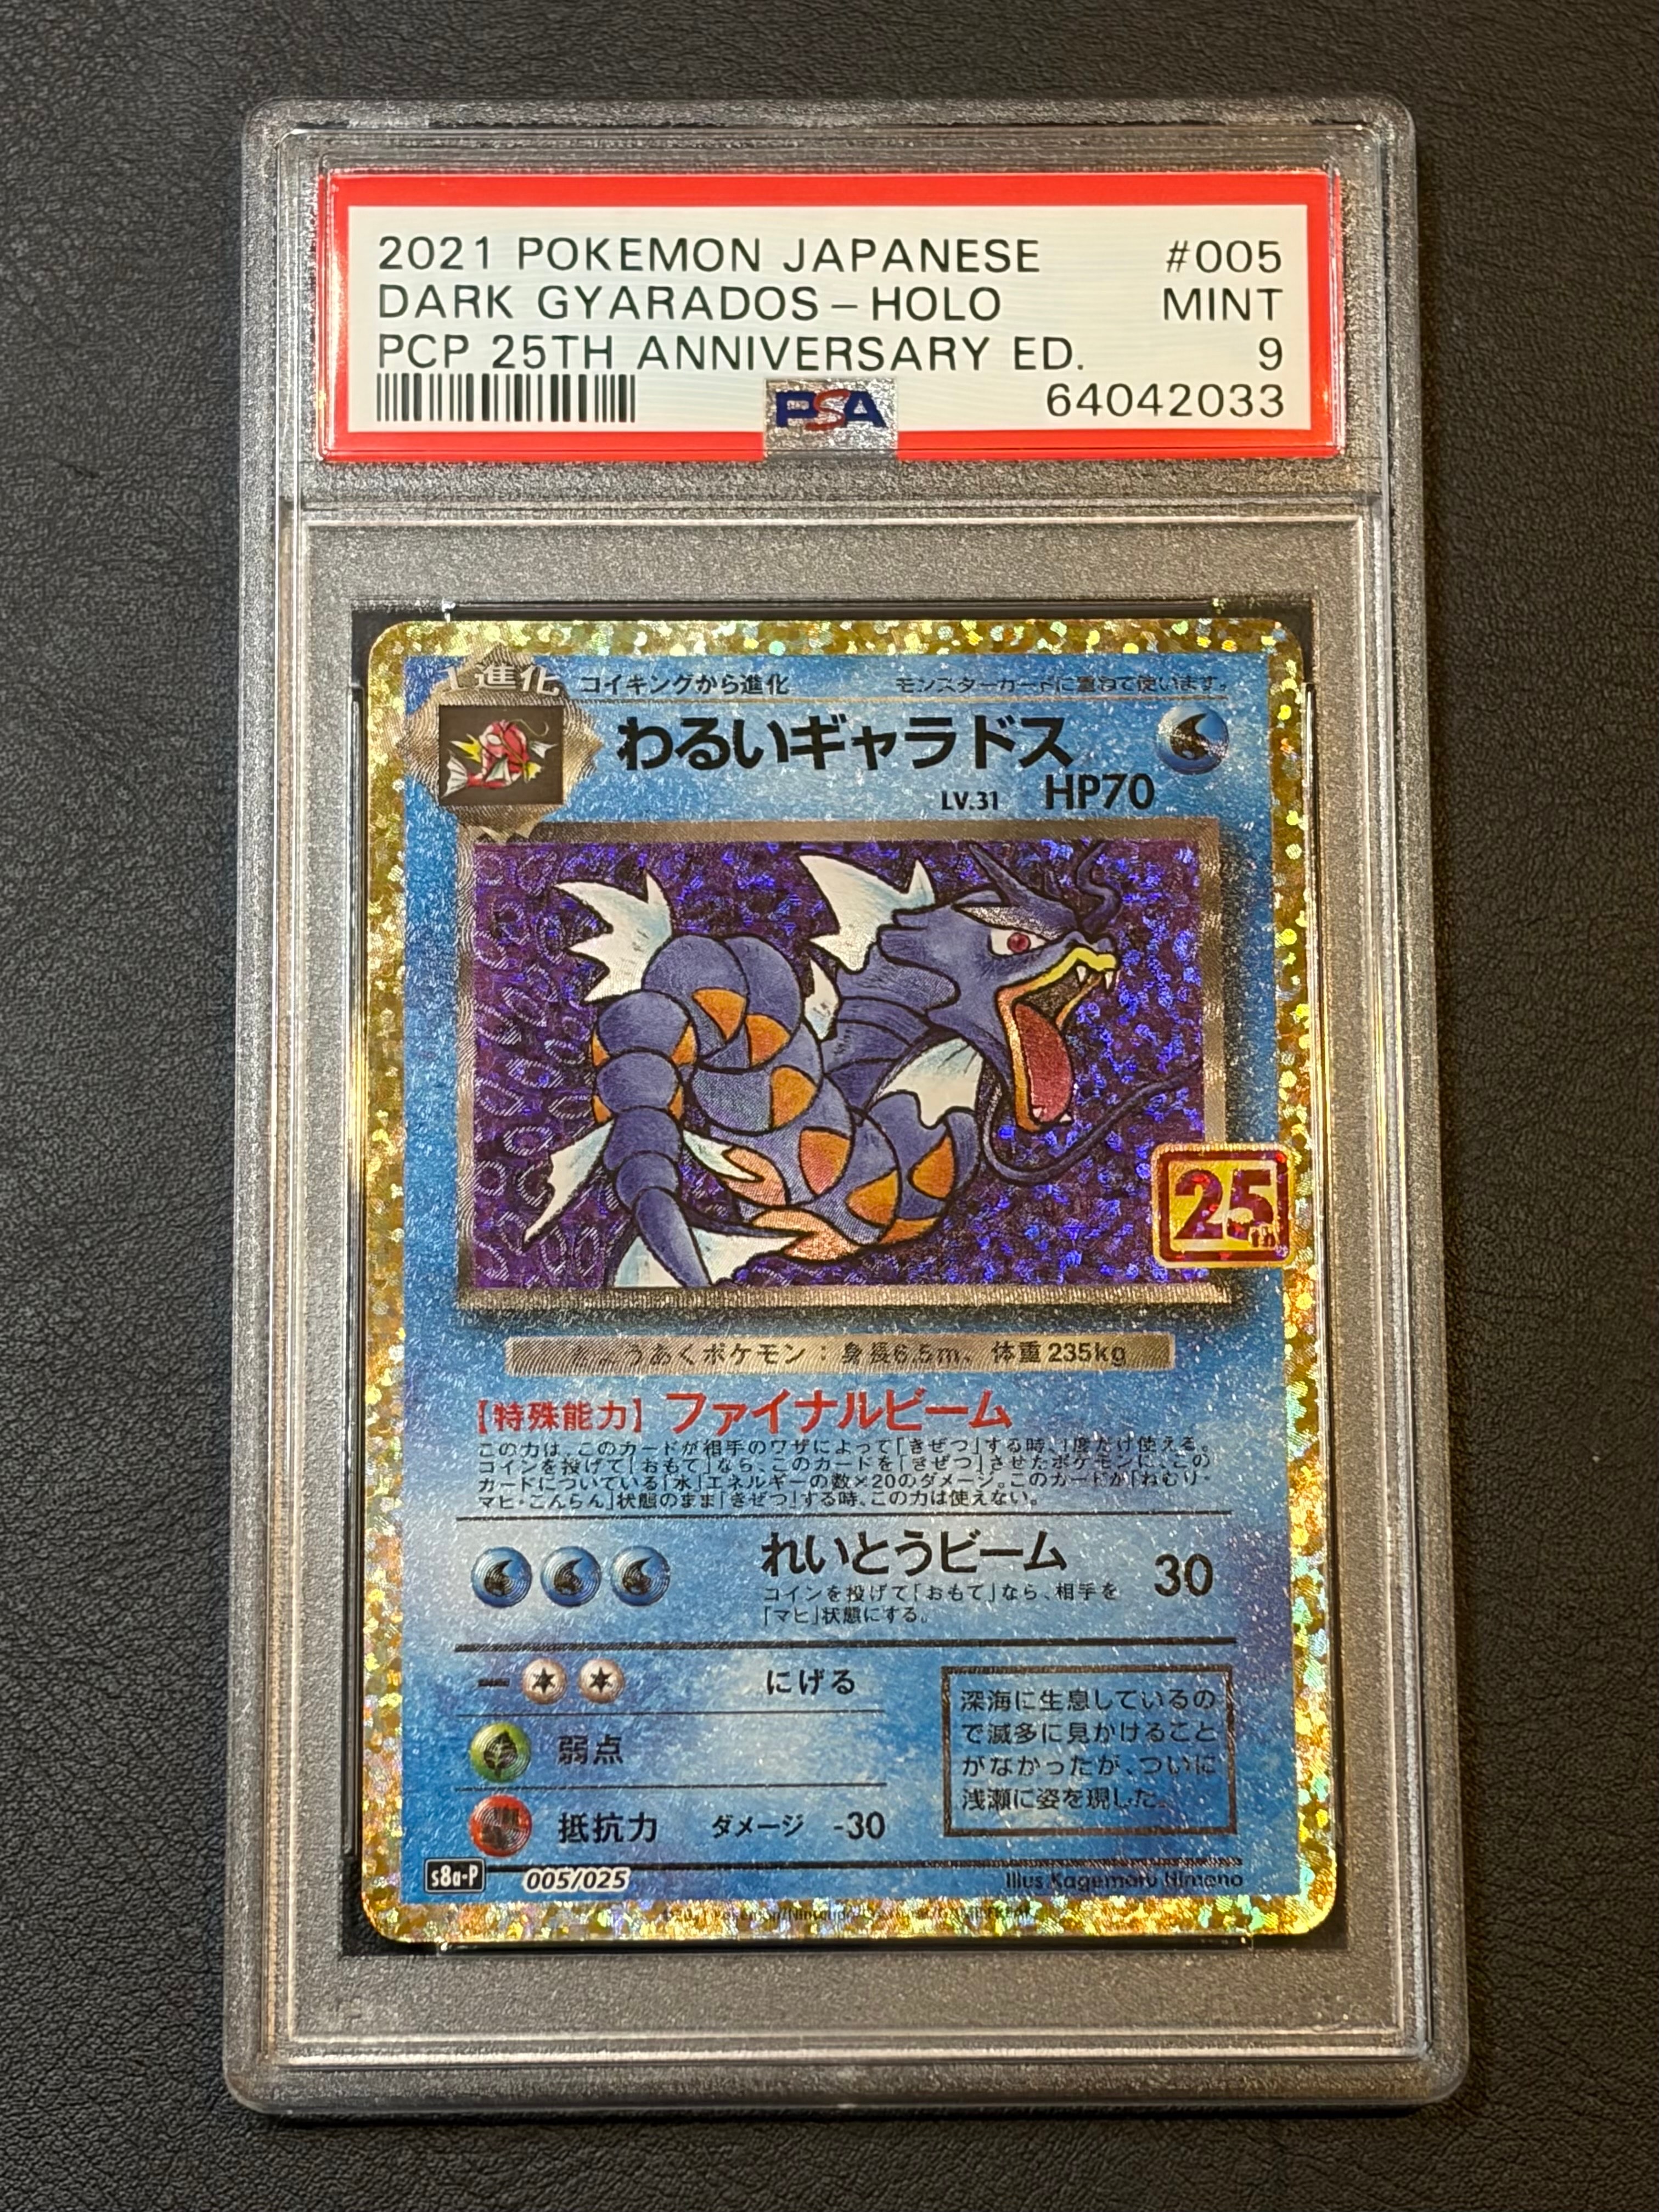 2021 POKEMON JAPANESE #005
DARK GYARADOS-HOLO MINT
PCP 25TH ANNIVERSARY ED. 9
PSA 64042033
1進化 コイキングから進化 モンスターカードに重ねて使います。
わるいギャラドス
LV.31 HP70
25th
きょうあくポケモン：身長6.5m、体重235kg
【特殊能力】ファイナルビーム
この力は、このカードが相手のワザによって「きぜつ」する時、1度だけ使える。
コインを投げて「おもて」なら、このカードを「きぜつ」させたポケモンに、この
カードについている「水」エネルギーの数×20のダメージ。このカードが「ねむり・
マヒ・こんらん」状態のまま「きぜつ」する時、この力は使えない。
れいとうビーム 30
コインを投げて「おもて」なら、相手を
「マヒ」状態にする。
にげる
弱点
抵抗力 ダメージ -30
深海に生息しているの
で滅多に見かけること
がなかったが、ついに
浅瀬に姿を現した。
s8a-P 005/025 Illus. Kagemaru Himeno